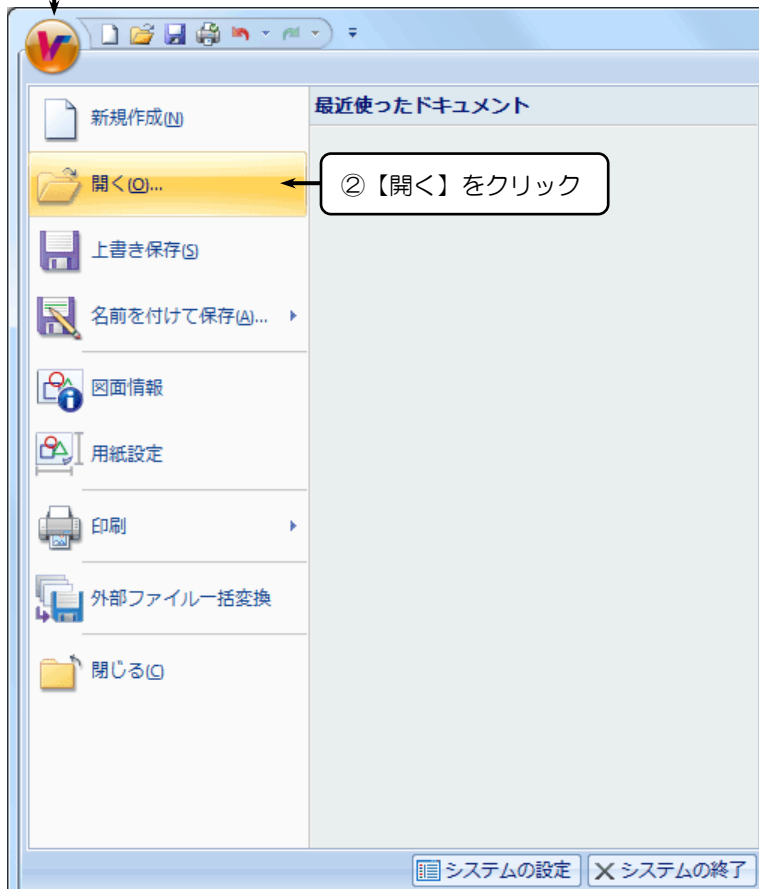 最近使ったドキュメント
新規作成(N)
開く(O)...
②【開く】をクリック
上書き保存(S)
名前を付けて保存(A)...
図面情報
用紙設定
印刷
外部ファイル一括変換
閉じる(C)
システムの設定
システムの終了